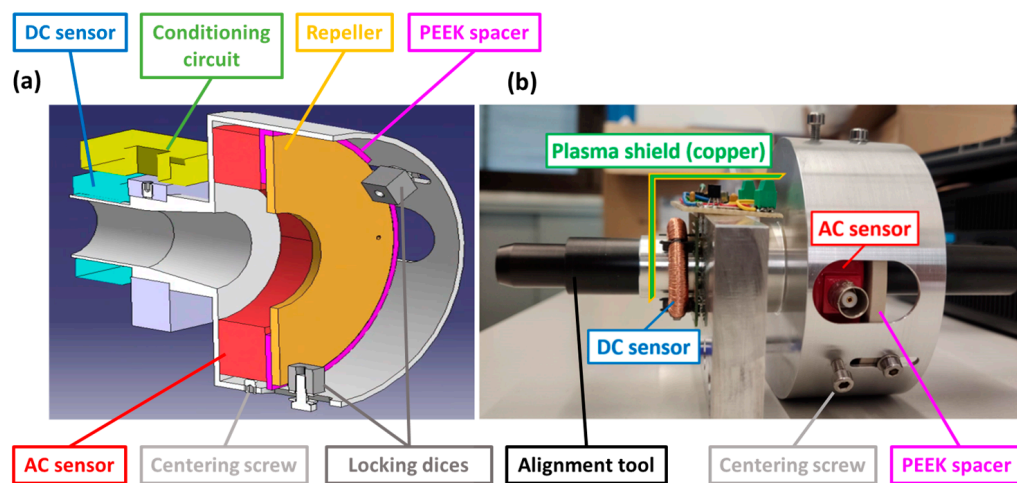 DC sensor
Conditioning
circuit
Repeller
PEEK spacer
(a)
(b)
Plasma shield (copper)
AC sensor
DC sensor
AC sensor
Centering screw
Locking dices
Alignment tool
Centering screw
PEEK spacer